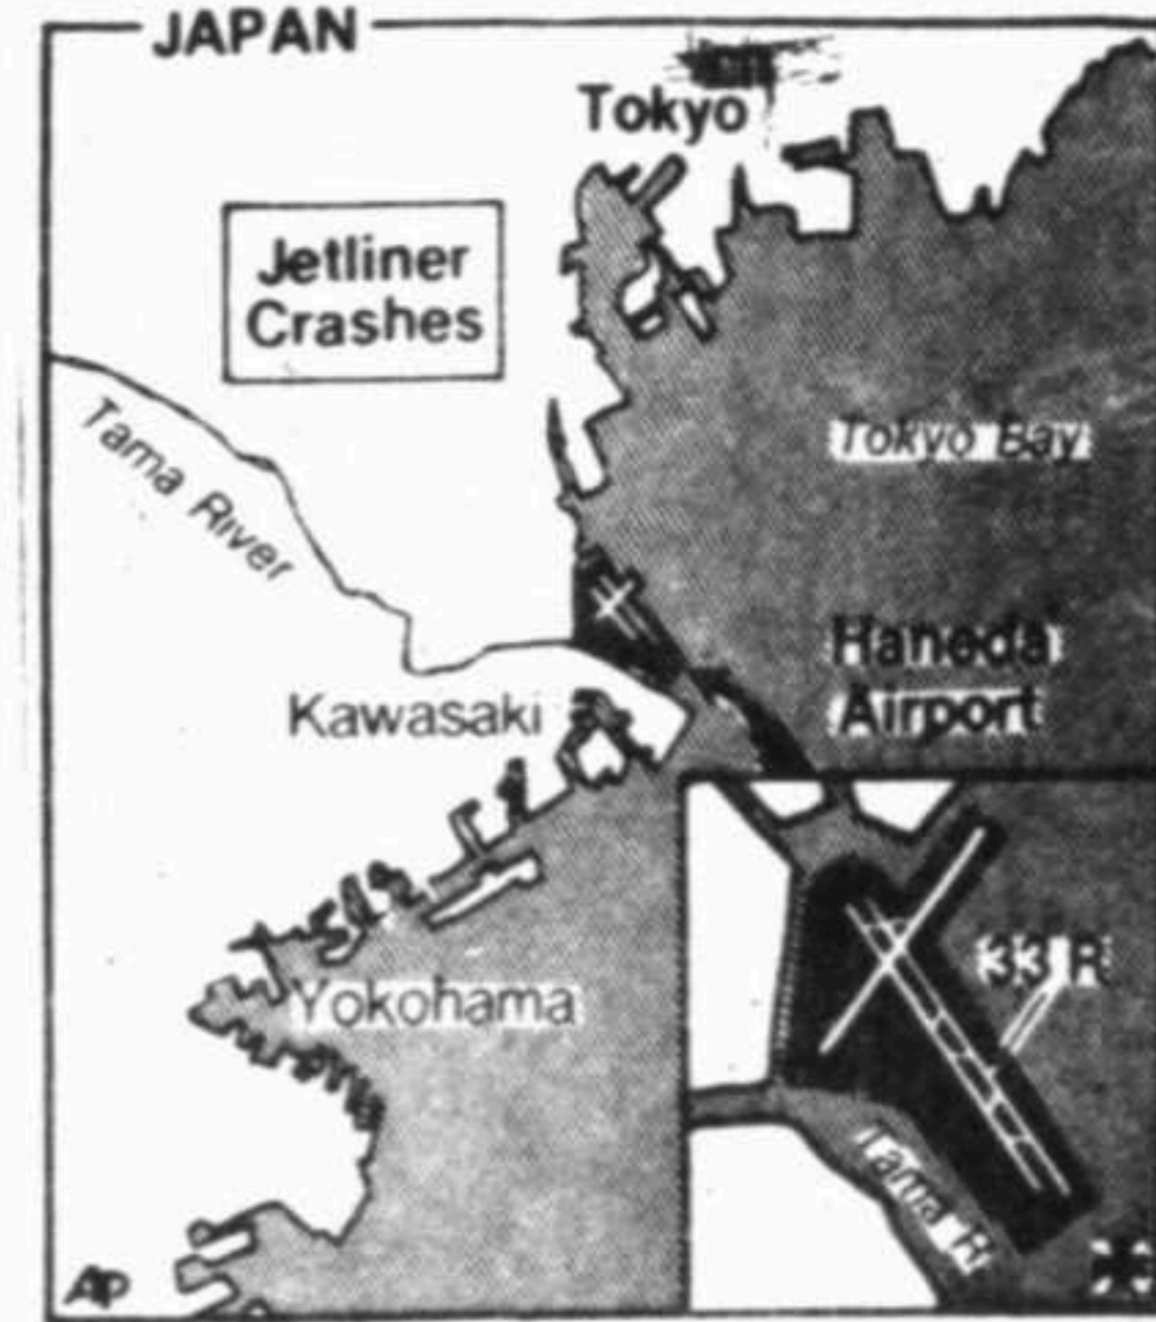 JAPAN
Tokyo
Jetliner
Crashes
Tama River
Tokyo Bay
Haneda
Airport
Kawasaki
33 R
Yokohama
Tama R
AP